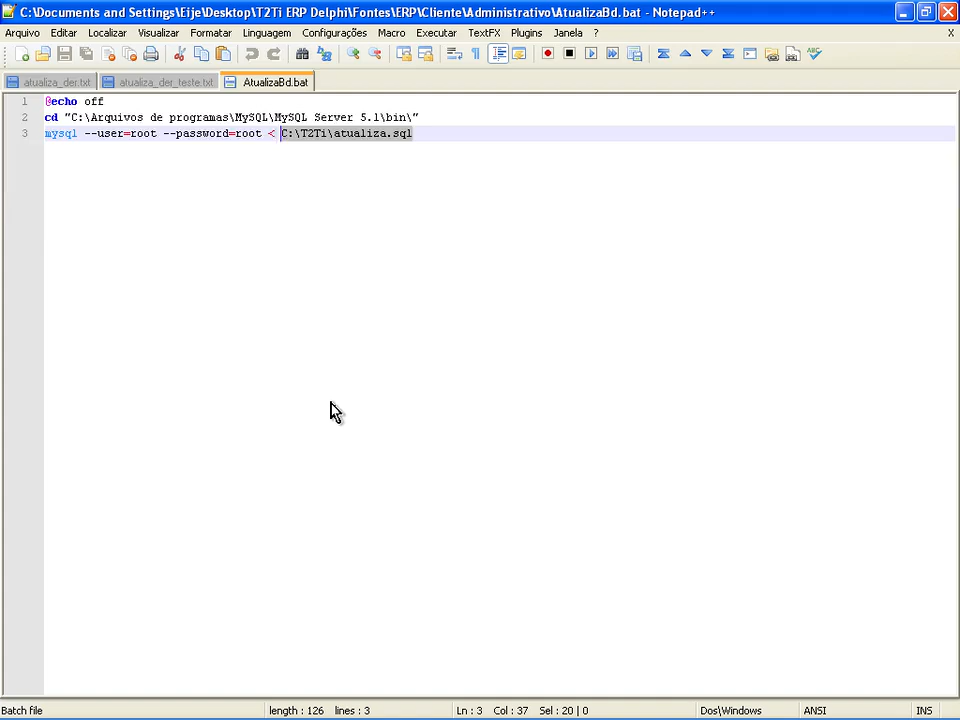 C:\Documents and Settings\Eije\Desktop\T2Ti ERP Delphi\Fontes\ERP\Cliente\Administrativo\AtualizaBd.bat - Notepad++
Arquivo Editar Localizar Visualizar Formatar Linguagem Configurações Macro Executar TextFX Plugins Janela ? X
atualiza_der.txt atualiza_der_teste.txt AtualizaBd.bat
1 @echo off
2 cd "C:\Arquivos de programas\MySQL\MySQL Server 5.1\bin\"
3 mysql --user=root --password=root < C:\T2Ti\atualiza.sql
Batch file length : 126 lines : 3 Ln : 3 Col : 37 Sel : 20 | 0 Dos\Windows ANSI INS